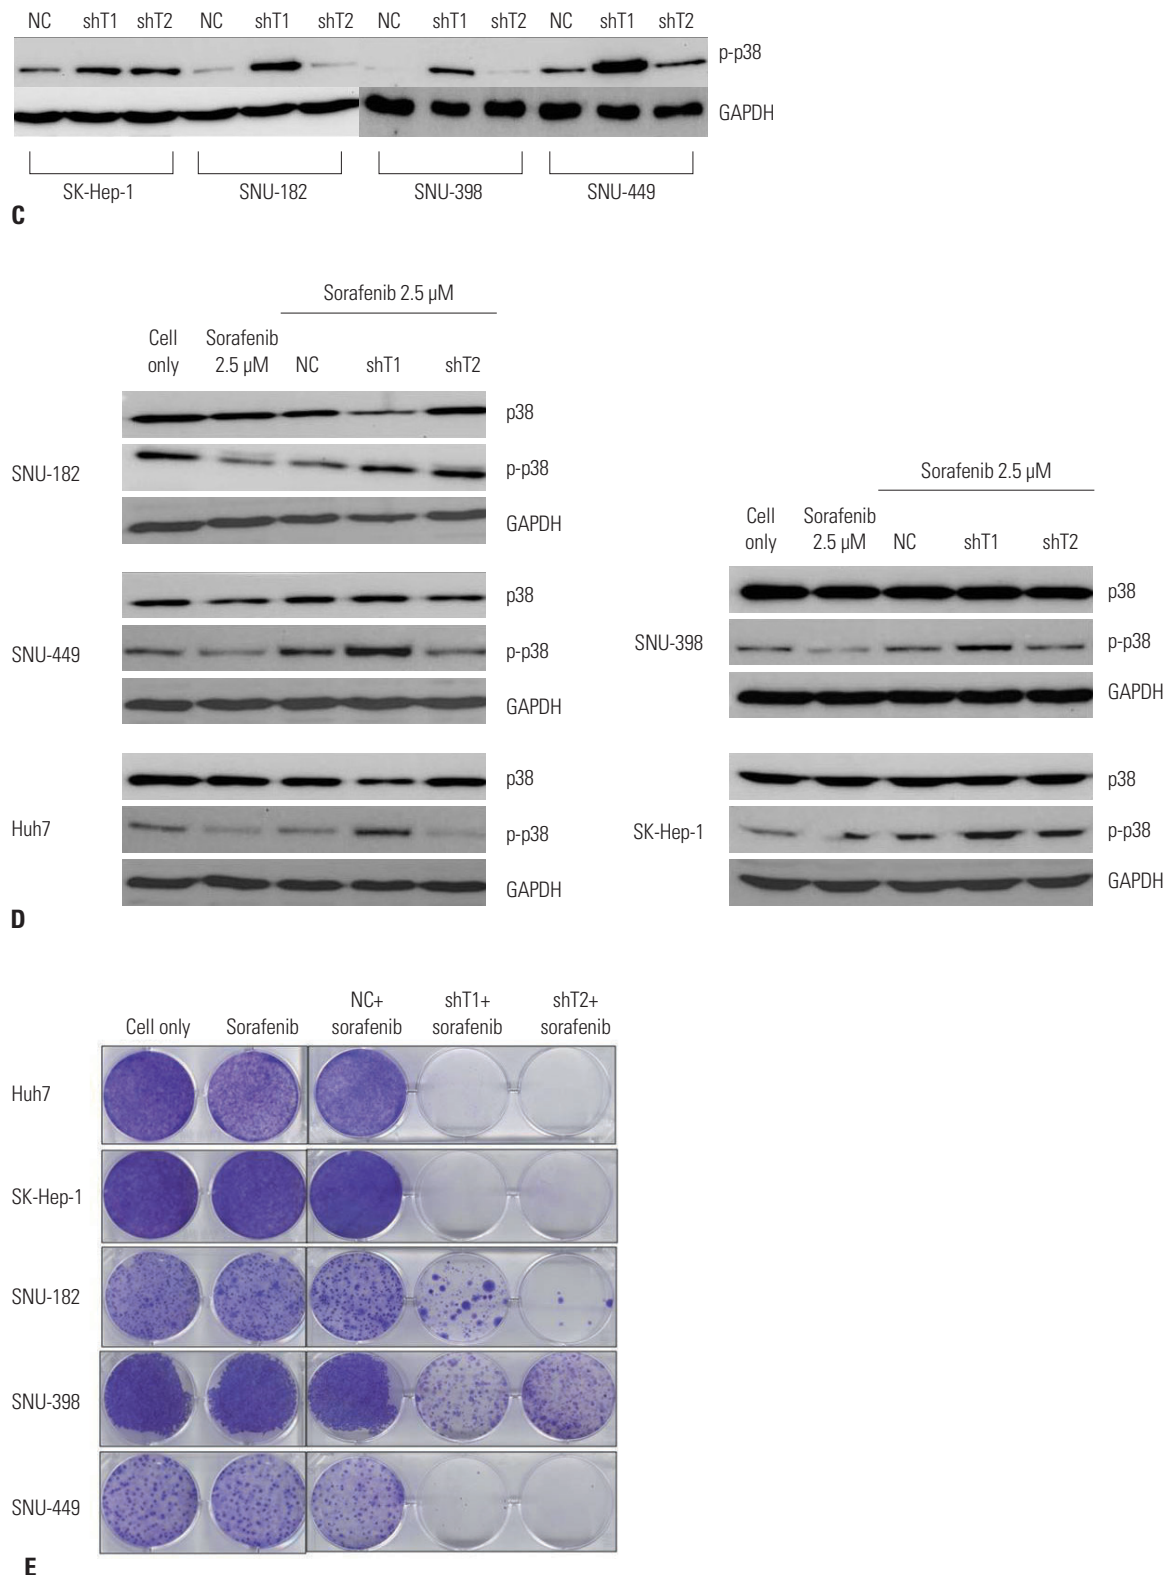 NC shT1 shT2 NC shT1 shT2 NC shT1 shT2 NC shT1 shT2
p-p38
GAPDH
SK-Hep-1 SNU-182 SNU-398 SNU-449
C
Sorafenib 2.5 µM
Cell only
Sorafenib 2.5 µM
NC shT1 shT2
SNU-182
p38
p-p38
GAPDH
SNU-449
p38
p-p38
GAPDH
Huh7
p38
p-p38
GAPDH
Sorafenib 2.5 µM
Cell only
Sorafenib 2.5 µM
NC shT1 shT2
SNU-398
p38
p-p38
GAPDH
SK-Hep-1
p38
p-p38
GAPDH
D
Cell only
Sorafenib
NC+ sorafenib
shT1+ sorafenib
shT2+ sorafenib
Huh7
SK-Hep-1
SNU-182
SNU-398
SNU-449
E